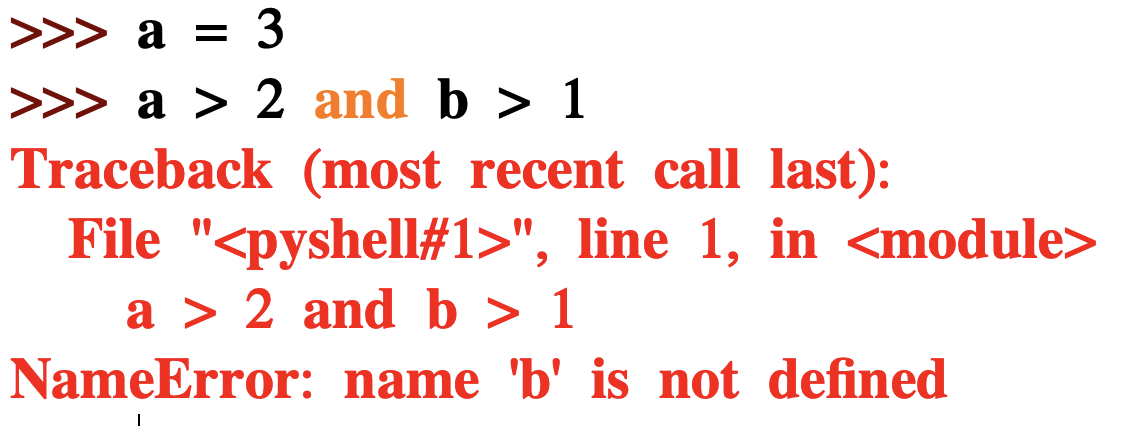 >>> a = 3
>>> a > 2 and b > 1
Traceback (most recent call last):
  File "<pyshell#1>", line 1, in <module>
    a > 2 and b > 1
NameError: name 'b' is not defined